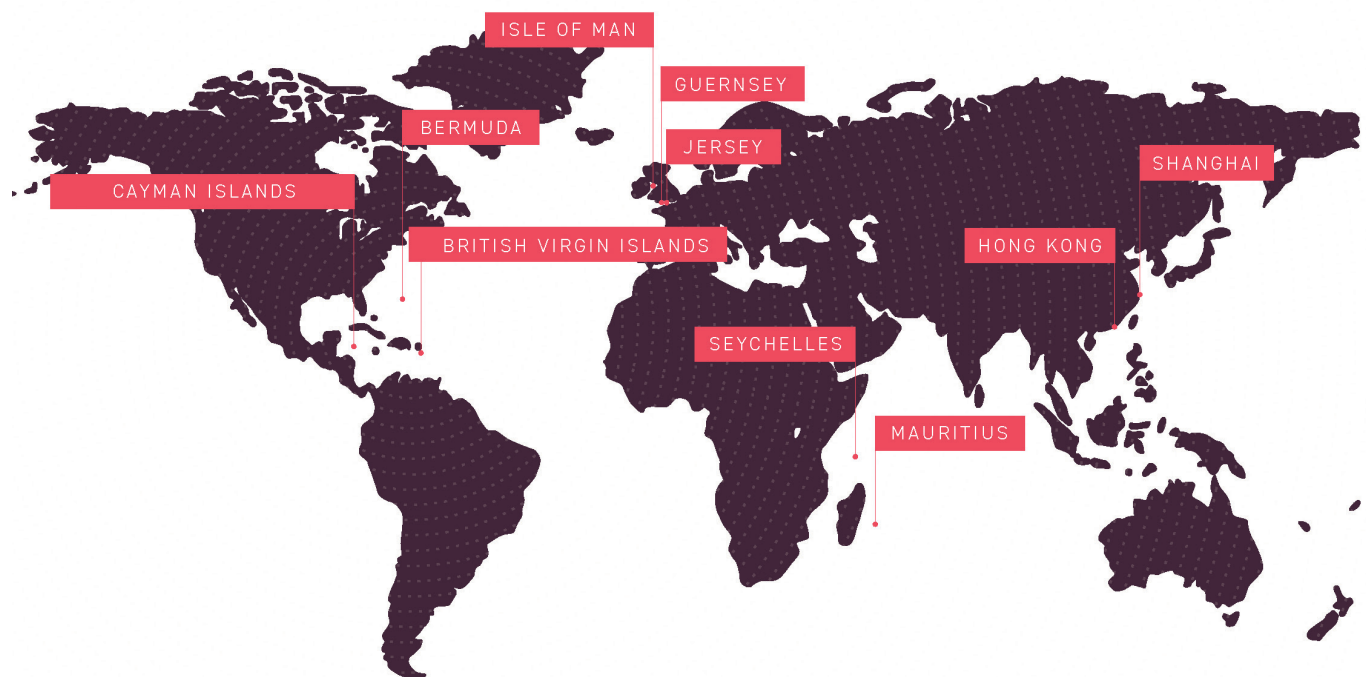 ISLE OF MAN
GUERNSEY
BERMUDA
JERSEY
SHANGHAI
CAYMAN ISLANDS
BRITISH VIRGIN ISLANDS
HONG KONG
SEYCHELLES
MAURITIUS